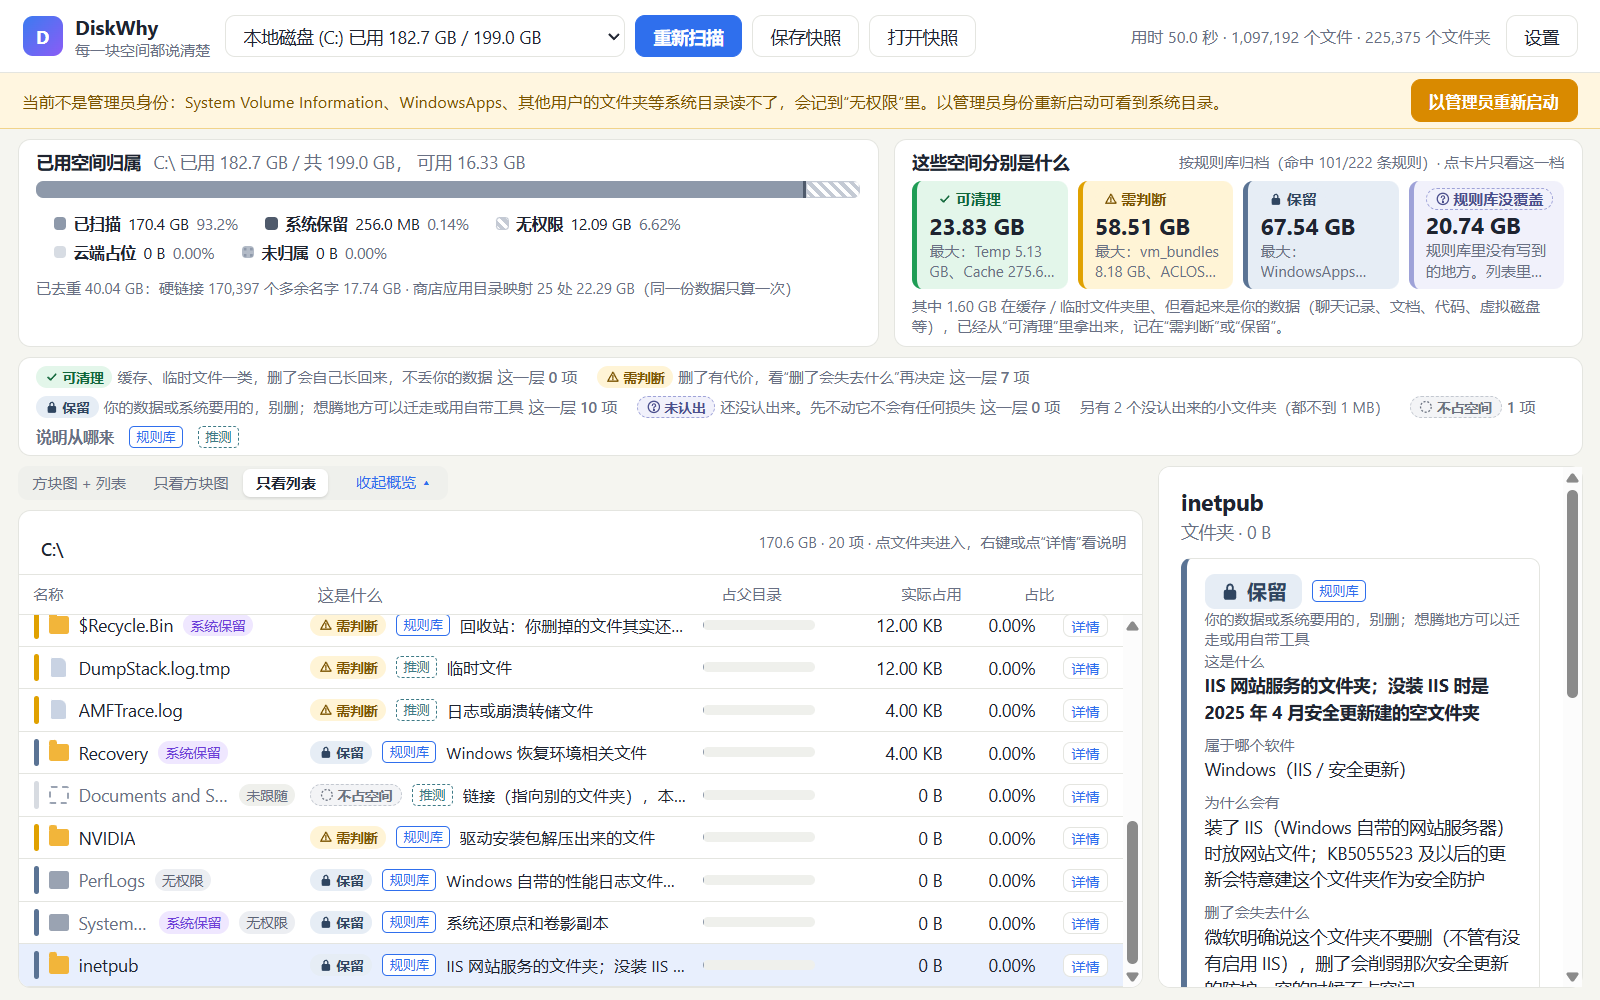 D
DiskWhy
每一块空间都说清楚
本地磁盘 (C:) 已用 182.7 GB / 199.0 GB
重新扫描
保存快照
打开快照
用时 50.0 秒 · 1,097,192 个文件 · 225,375 个文件夹
设置
当前不是管理员身份：System Volume Information、WindowsApps、其他用户的文件夹等系统目录读不了，会记到“无权限”里。以管理员身份重新启动可看到系统目录。
以管理员重新启动
已用空间归属 C:\ 已用 182.7 GB / 共 199.0 GB， 可用 16.33 GB
已扫描 170.4 GB 93.2% 系统保留 256.0 MB 0.14% 无权限 12.09 GB 6.62%
云端占位 0 B 0.00% 未归属 0 B 0.00%
已去重 40.04 GB：硬链接 170,397 个多余名字 17.74 GB · 商店应用目录映射 25 处 22.29 GB（同一份数据只算一次）
这些空间分别是什么
按规则库归档（命中 101/222 条规则）· 点卡片只看这一档
可清理
23.83 GB
最大：Temp 5.13
GB、Cache 275.6...
需判断
58.51 GB
最大：vm_bundles
8.18 GB、ACLOS...
保留
67.54 GB
最大：
WindowsApps...
规则库没覆盖
20.74 GB
规则库里没有写到
的地方。列表里...
其中 1.60 GB 在缓存 / 临时文件夹里、但看起来是你的数据（聊天记录、文档、代码、虚拟磁盘
等），已经从“可清理”里拿出来，记在“需判断”或“保留”。
可清理 缓存、临时文件一类，删了会自己长回来，不丢你的数据 这一层 0 项 需判断 删了有代价，看“删了会失去什么”再决定 这一层 7 项
保留 你的数据或系统要用的，别删；想腾地方可以迁走或用自带工具 这一层 10 项 未认出 还没认出来。先不动它不会有任何损失 这一层 0 项 另有 2 个没认出来的小文件夹（都不到 1 MB） 不占空间 1 项
说明从哪来 规则库 推测
方块图 + 列表 只看方块图 只看列表 收起概览
C:\
170.6 GB · 20 项 · 点文件夹进入，右键或点“详情”看说明
名称 这是什么 占父目录 实际占用 占比
$Recycle.Bin 系统保留 需判断 规则库 回收站：你删掉的文件其实还... 12.00 KB 0.00% 详情
DumpStack.log.tmp 需判断 推测 临时文件 12.00 KB 0.00% 详情
AMFTrace.log 需判断 推测 日志或崩溃转储文件 4.00 KB 0.00% 详情
Recovery 系统保留 保留 规则库 Windows 恢复环境相关文件 4.00 KB 0.00% 详情
Documents and S... 未跟随 不占空间 推测 链接（指向别的文件夹），本... 0 B 0.00% 详情
NVIDIA 需判断 规则库 驱动安装包解压出来的文件 0 B 0.00% 详情
PerfLogs 无权限 保留 规则库 Windows 自带的性能日志文件... 0 B 0.00% 详情
System... 系统保留 无权限 保留 规则库 系统还原点和卷影副本 0 B 0.00% 详情
inetpub 保留 规则库 IIS 网站服务的文件夹；没装 IIS ... 0 B 0.00% 详情
inetpub
文件夹 · 0 B
保留 规则库
你的数据或系统要用的，别删；想腾地方可以迁
走或用自带工具
这是什么
IIS 网站服务的文件夹；没装 IIS 时是
2025 年 4 月安全更新建的空文件夹
属于哪个软件
Windows（IIS / 安全更新）
为什么会有
装了 IIS（Windows 自带的网站服务器）
时放网站文件；KB5055523 及以后的更
新会特意建这个文件夹作为安全防护
删了会失去什么
微软明确说这个文件夹不要删（不管有没
有启用 IIS），删了会削弱那次安全更新
的防护。空的时候不占空间